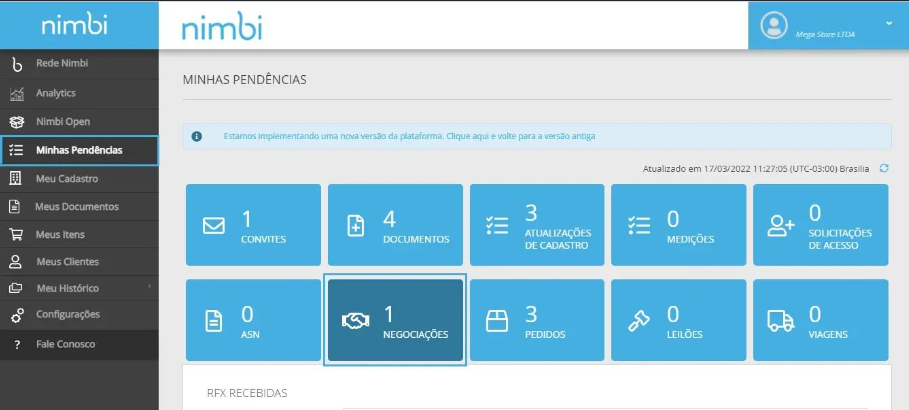 nimbi
nimbi
Mega Store LTDA
Rede Nimbi
Analytics
Nimbi Open
Minhas Pendências
Meu Cadastro
Meus Documentos
Meus Itens
Meus Clientes
Meu Histórico
Configurações
? Fale Conosco
MINHAS PENDÊNCIAS
Estamos implementando uma nova versão da plataforma. Clique aqui e volte para a versão antiga
Atualizado em 17/03/2022 11:27:05 (UTC-03:00) Brasilia
1
CONVITES
4
DOCUMENTOS
3
ATUALIZAÇÕES
DE CADASTRO
0
MEDIÇÕES
0
SOLICITAÇÕES
DE ACESSO
0
ASN
1
NEGOCIAÇÕES
3
PEDIDOS
0
LEILÕES
0
VIAGENS
RFX RECEBIDAS